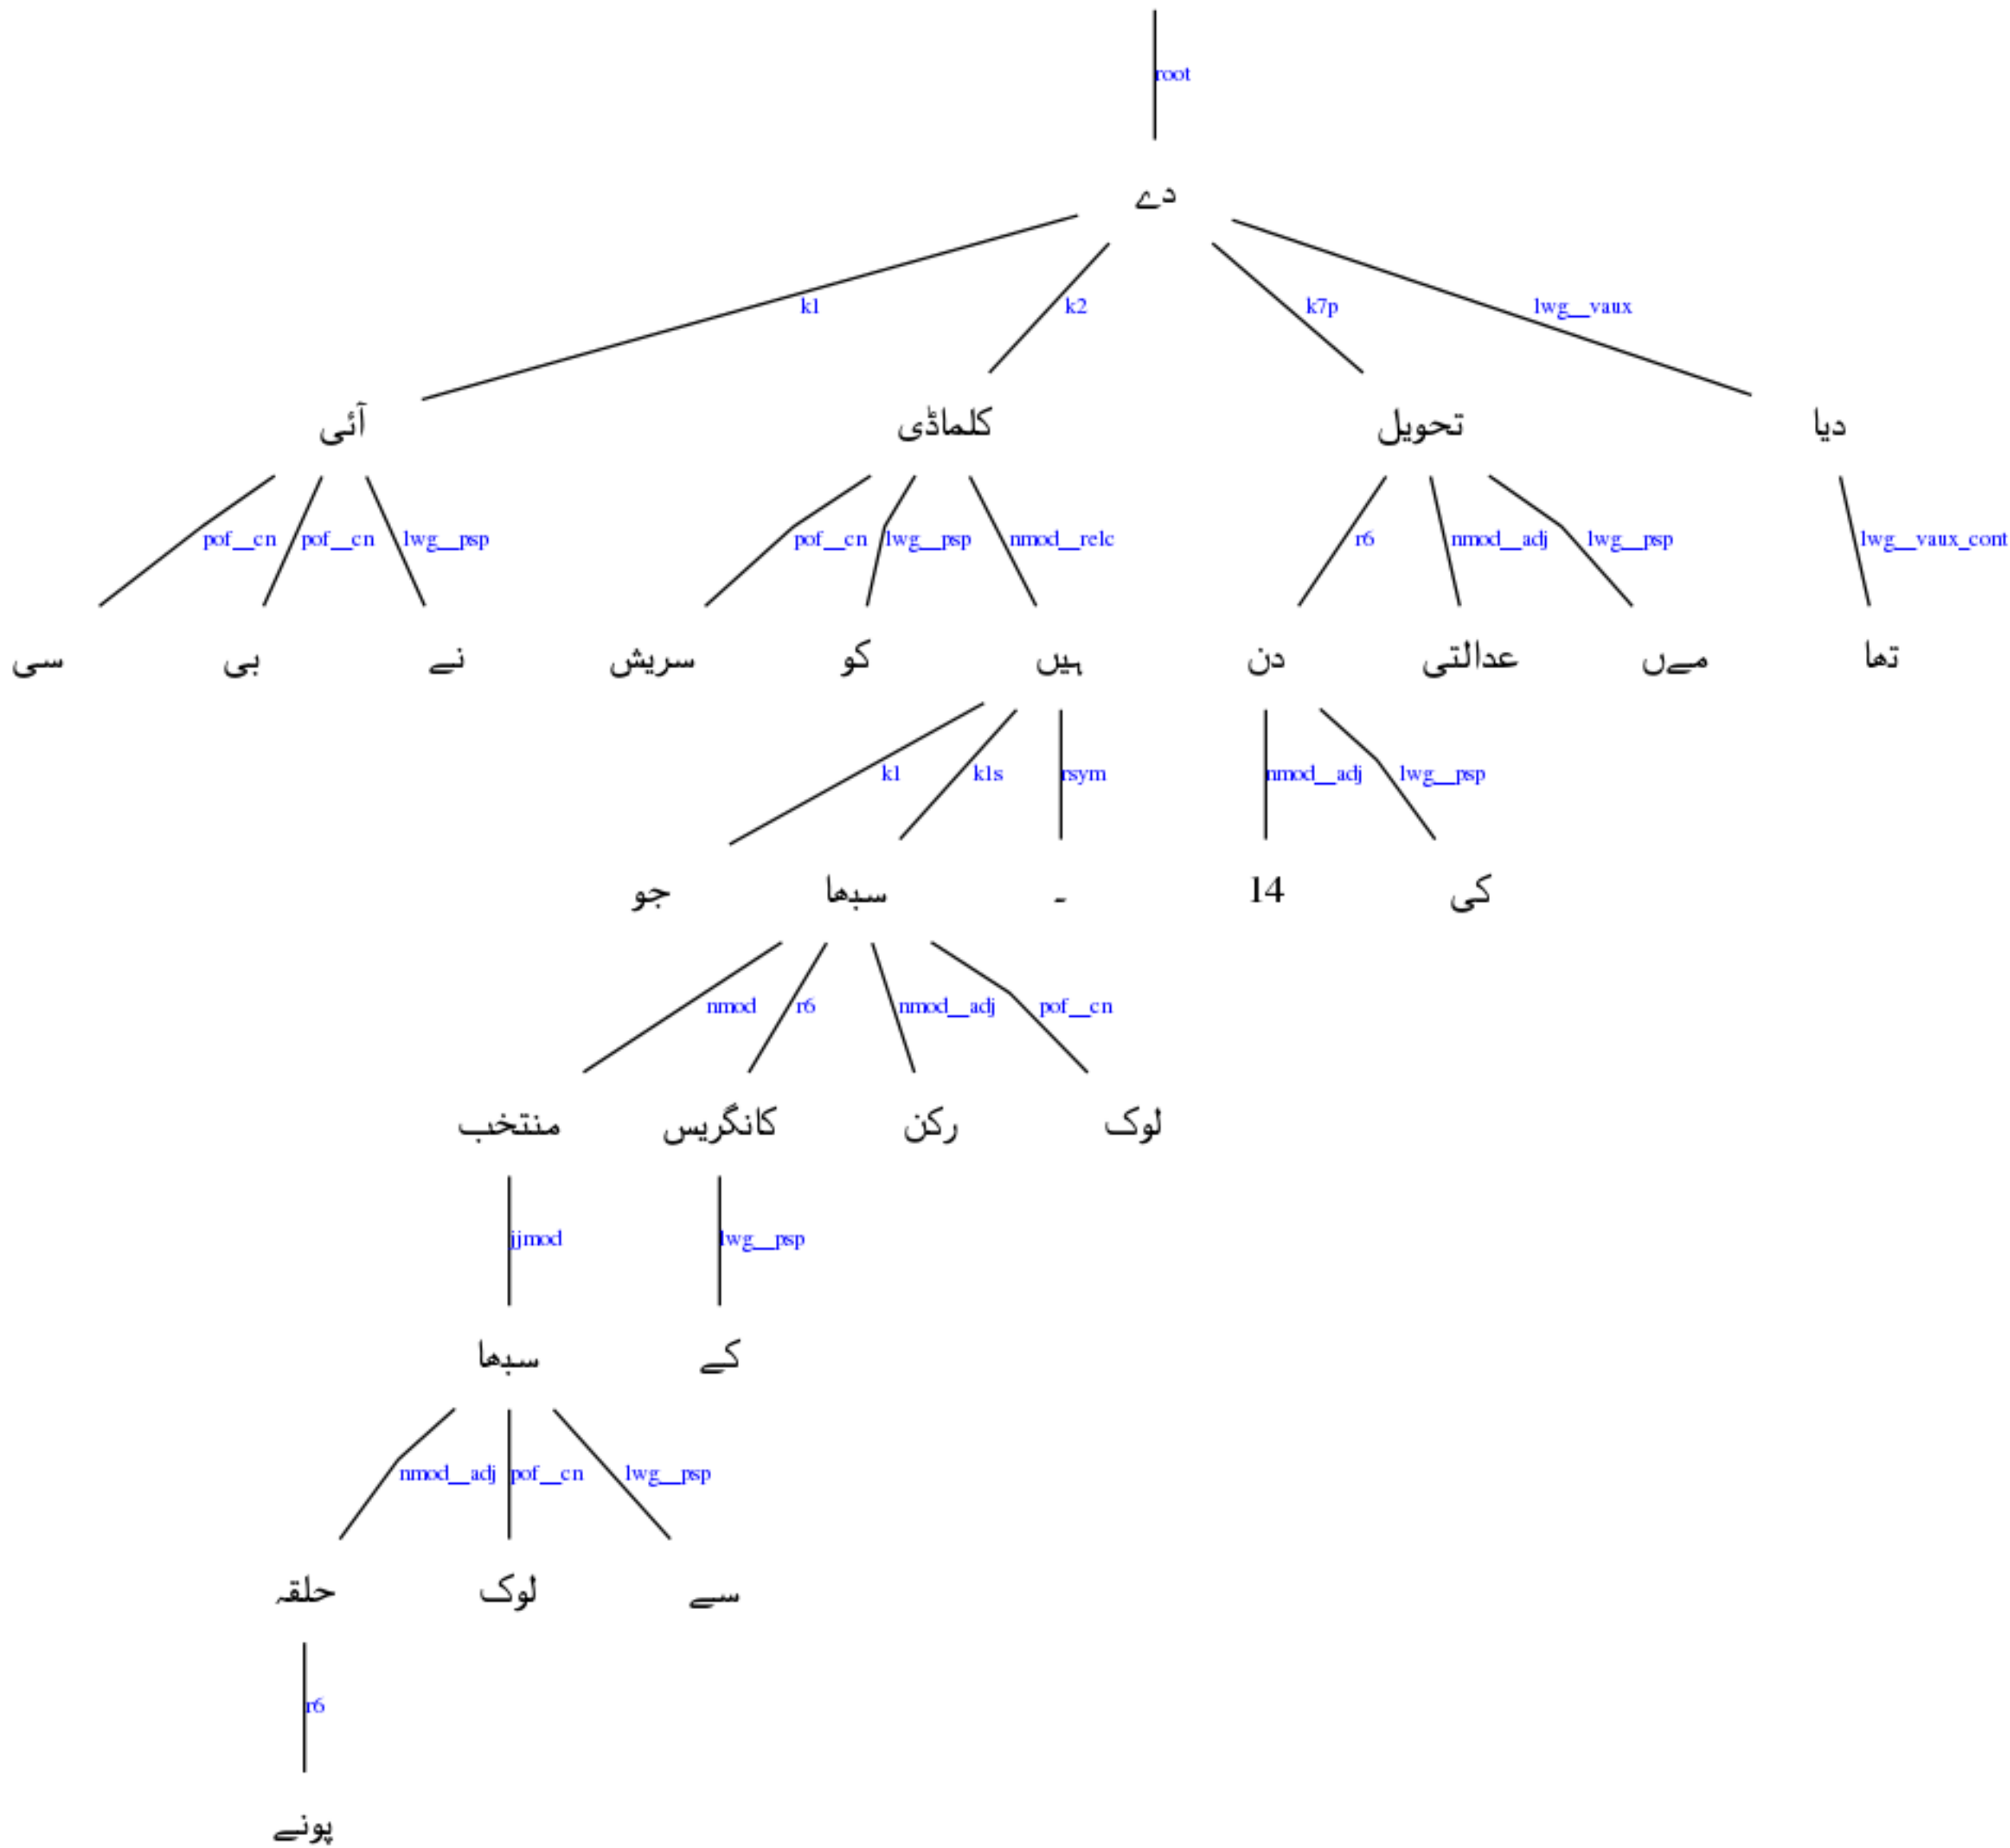 root
دے
k1 k2 k7p lwg__vaux
آئی کلماڈی تحویل دیا
pof__cn pof__cn lwg__psp pof__cn lwg__psp nmod__relc r6 nmod__adj lwg__psp lwg__vaux_cont
سی بی نے سریش کو ہیں دن عدالتی مےں تھا
k1 k1s rsym nmod__adj lwg__psp
جو سبھا ۔ 14 کی
nmod r6 nmod__adj pof__cn
منتخب کانگریس رکن لوک
jjmod lwg__psp
سبھا کے
nmod__adj pof__cn lwg__psp
حلقہ لوک سے
r6
پونے